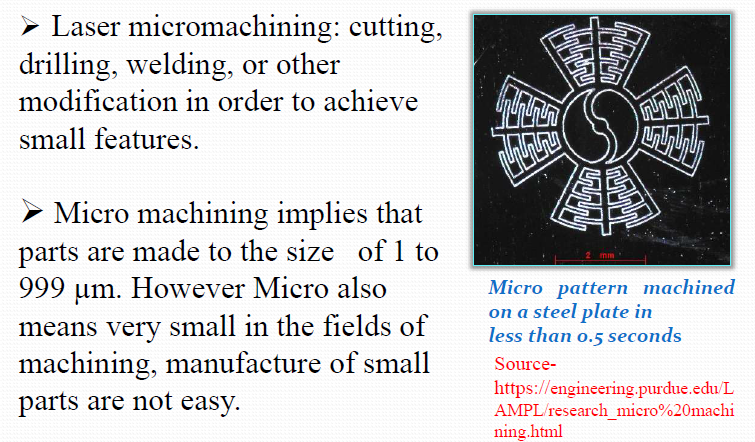 ➢ Laser micromachining: cutting,
drilling, welding, or other
modification in order to achieve
small features.
➢ Micro machining implies that
parts are made to the size of 1 to
999 µm. However Micro also
means very small in the fields of
machining, manufacture of small
parts are not easy.
2 mm
Micro pattern machined
on a steel plate in
less than 0.5 seconds
Source-
https://engineering.purdue.edu/L
AMPL/research_micro%20machi
ning.html